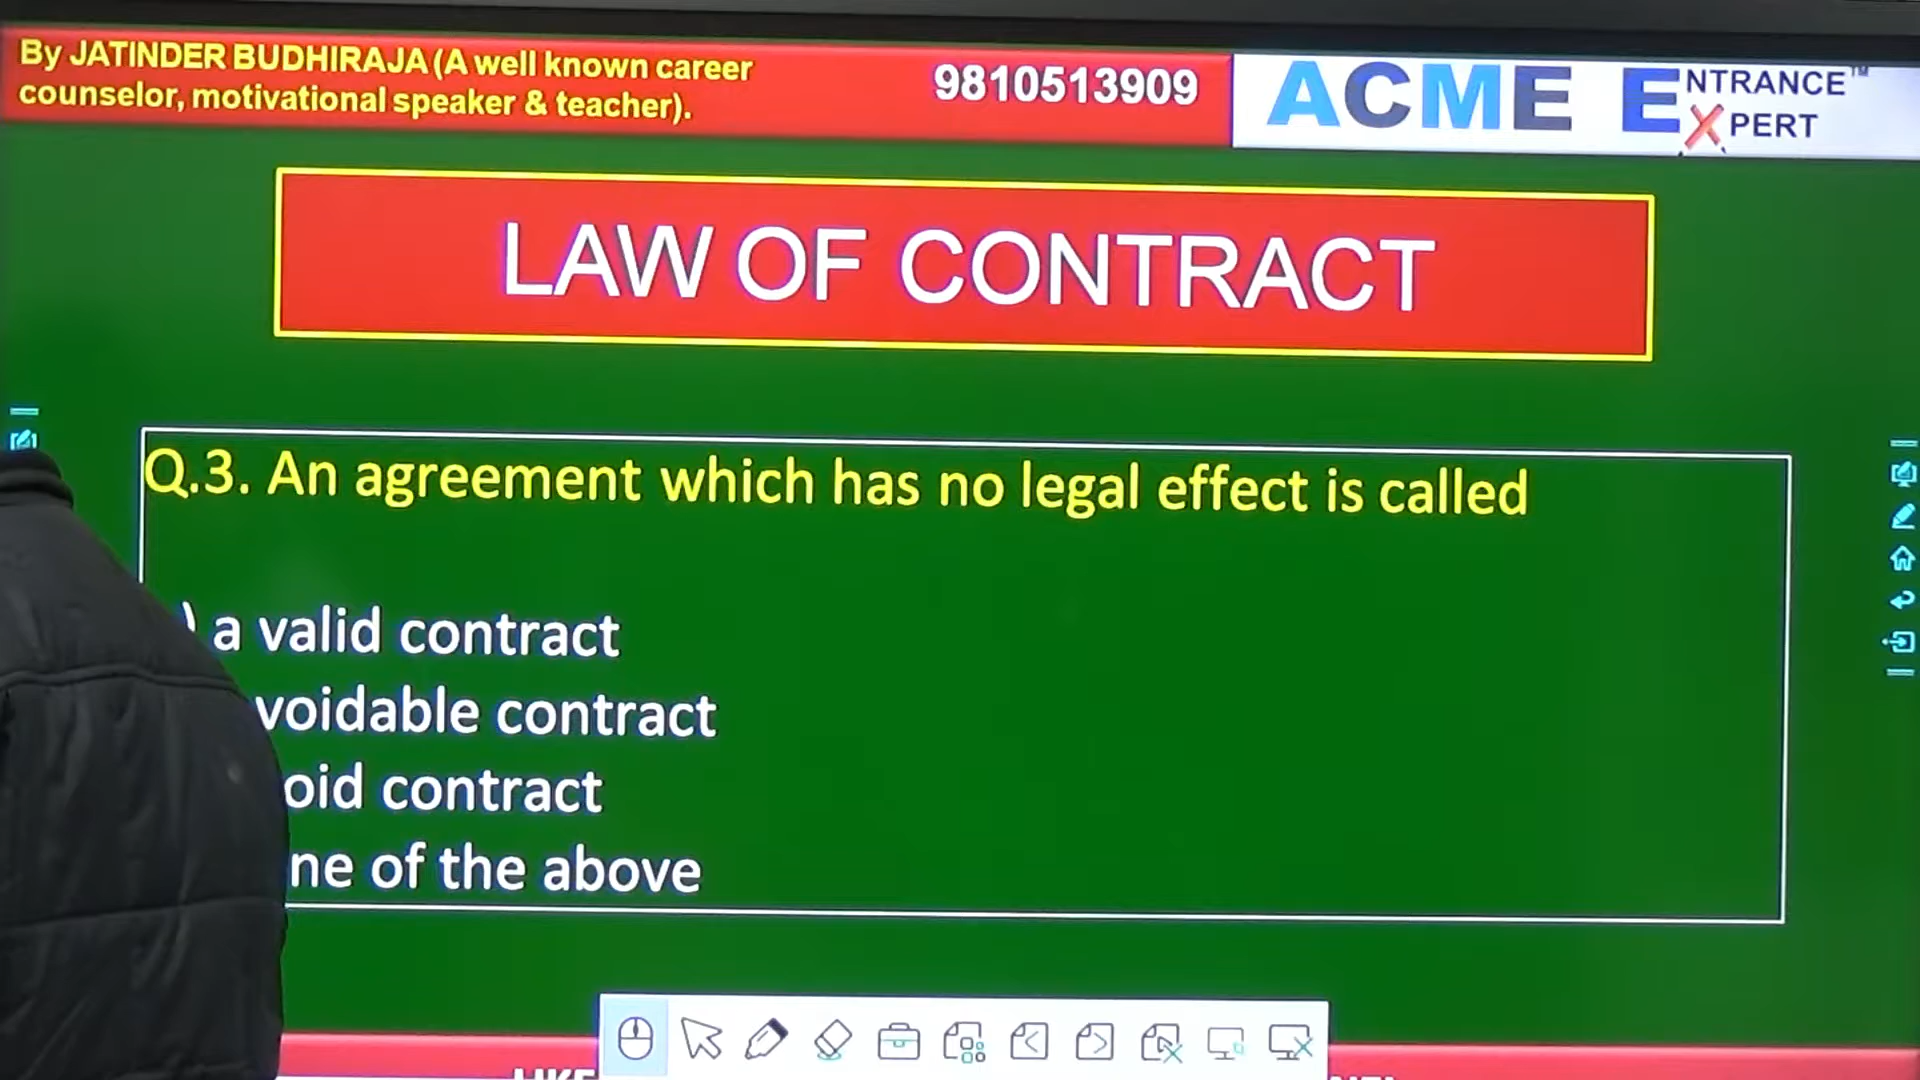 By JATINDER BUDHIRAJA (A well known career
counselor, motivational speaker & teacher).
9810513909
ACME ENTRANCE EXPERT™
LAW OF CONTRACT
Q.3. An agreement which has no legal effect is called
) a valid contract
voidable contract
oid contract
ne of the above